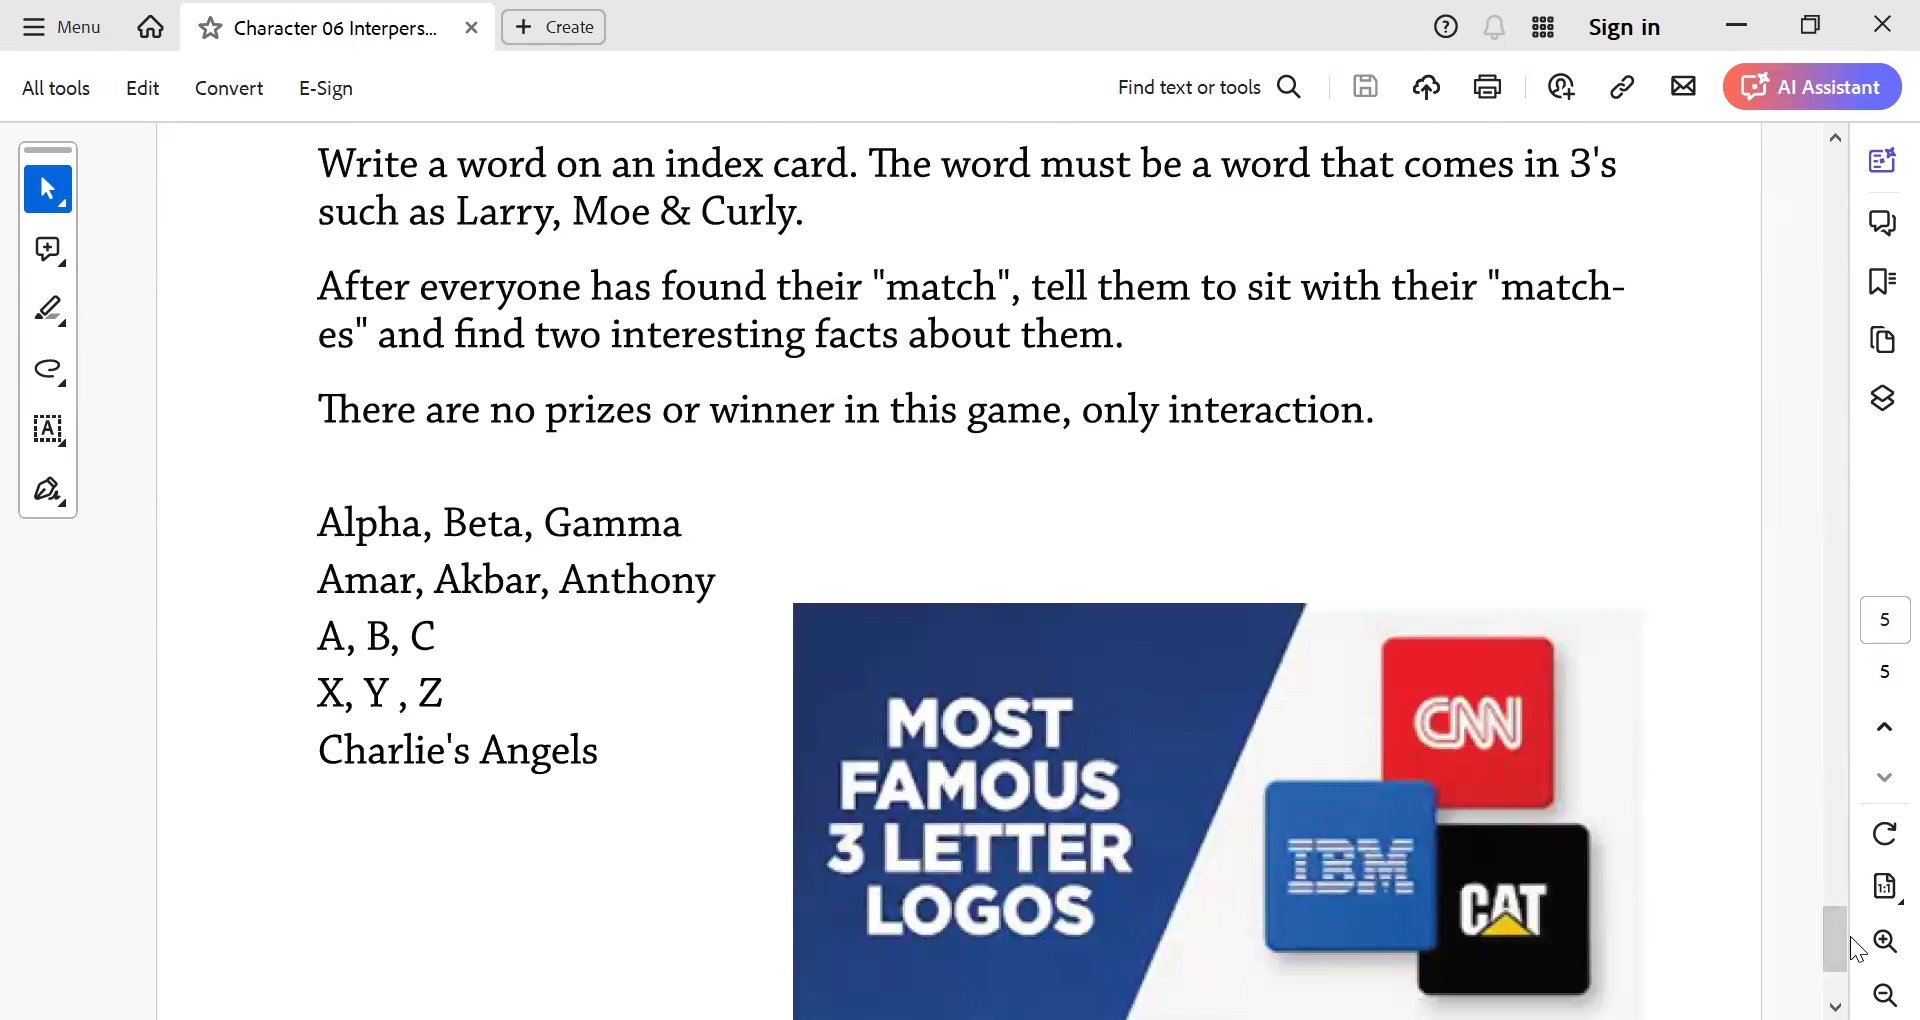 Menu
Character 06 Interpers...
Create
Sign in
All tools
Edit
Convert
E-Sign
Find text or tools
AI Assistant
Write a word on an index card. The word must be a word that comes in 3's
such as Larry, Moe & Curly.
After everyone has found their "match", tell them to sit with their "match-
es" and find two interesting facts about them.
There are no prizes or winner in this game, only interaction.
Alpha, Beta, Gamma
Amar, Akbar, Anthony
A, B, C
X, Y , Z
Charlie's Angels
MOST
FAMOUS
3 LETTER
LOGOS
CNN
IBM
CAT
5
5
1:1